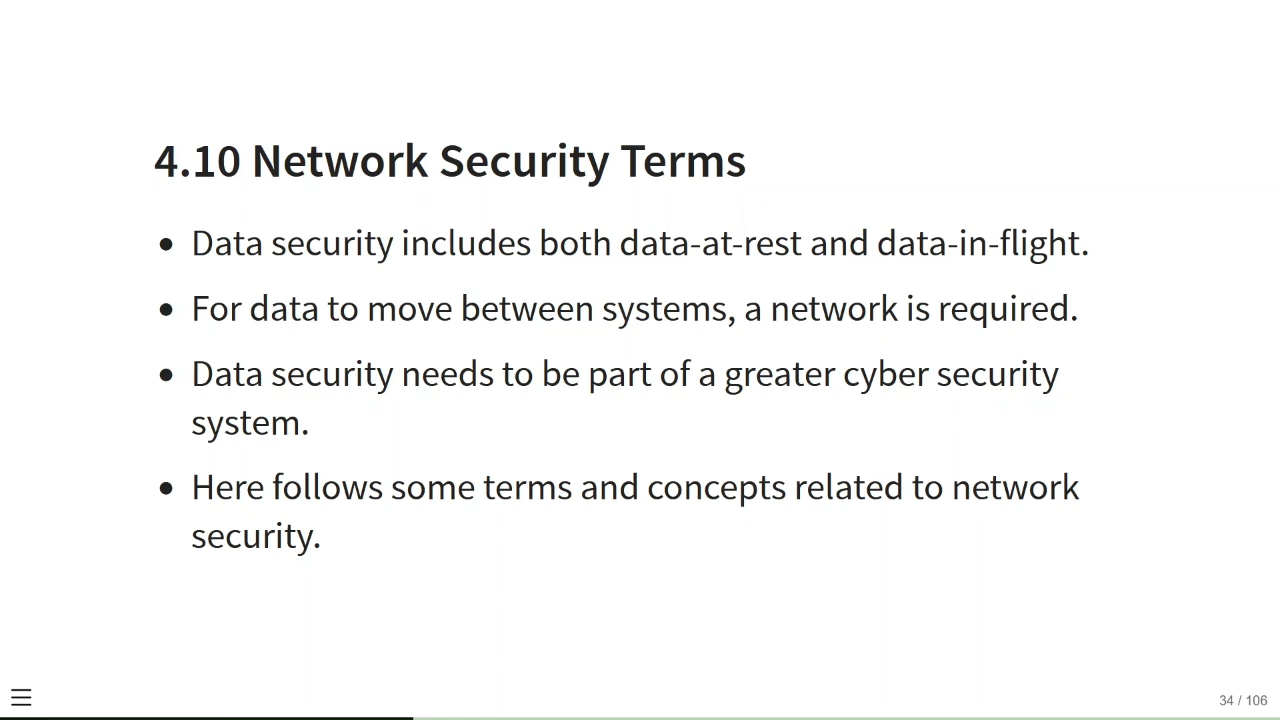 4.10 Network Security Terms
• Data security includes both data-at-rest and data-in-flight.
• For data to move between systems, a network is required.
• Data security needs to be part of a greater cyber security
system.
• Here follows some terms and concepts related to network
security.
34 / 106